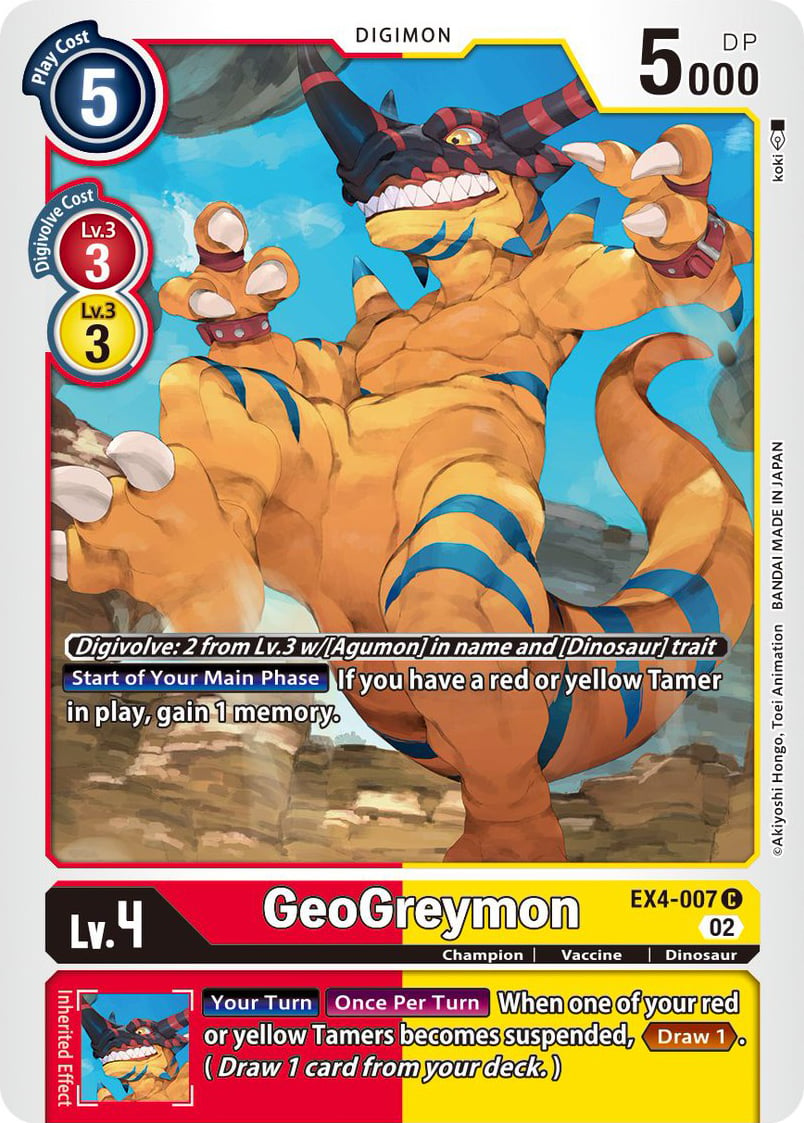 DIGIMON
Play Cost
5
DP
5000
koki
Digivolve Cost
Lv.3
3
Lv.3
3
Digivolve: 2 from Lv.3 w/[Agumon] in name and [Dinosaur] trait
Start of Your Main Phase If you have a red or yellow Tamer
in play, gain 1 memory.
©Akiyoshi Hongo, Toei Animation BANDAI MADE IN JAPAN
Lv.4
GeoGreymon
EX4-007 C
02
Champion | Vaccine | Dinosaur
Inherited Effect
Your Turn Once Per Turn When one of your red
or yellow Tamers becomes suspended, Draw 1.
(Draw 1 card from your deck.)